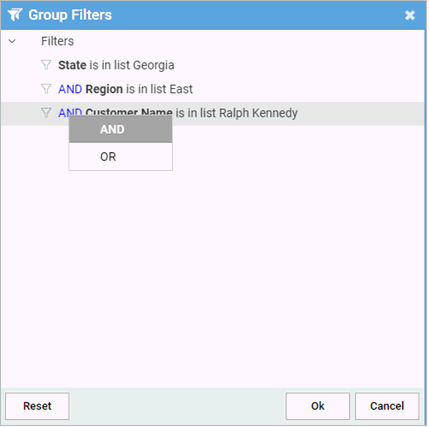 Group Filters
Filters
State is in list Georgia
AND Region is in list East
AND Customer Name is in list Ralph Kennedy
AND
OR
Reset
Ok
Cancel